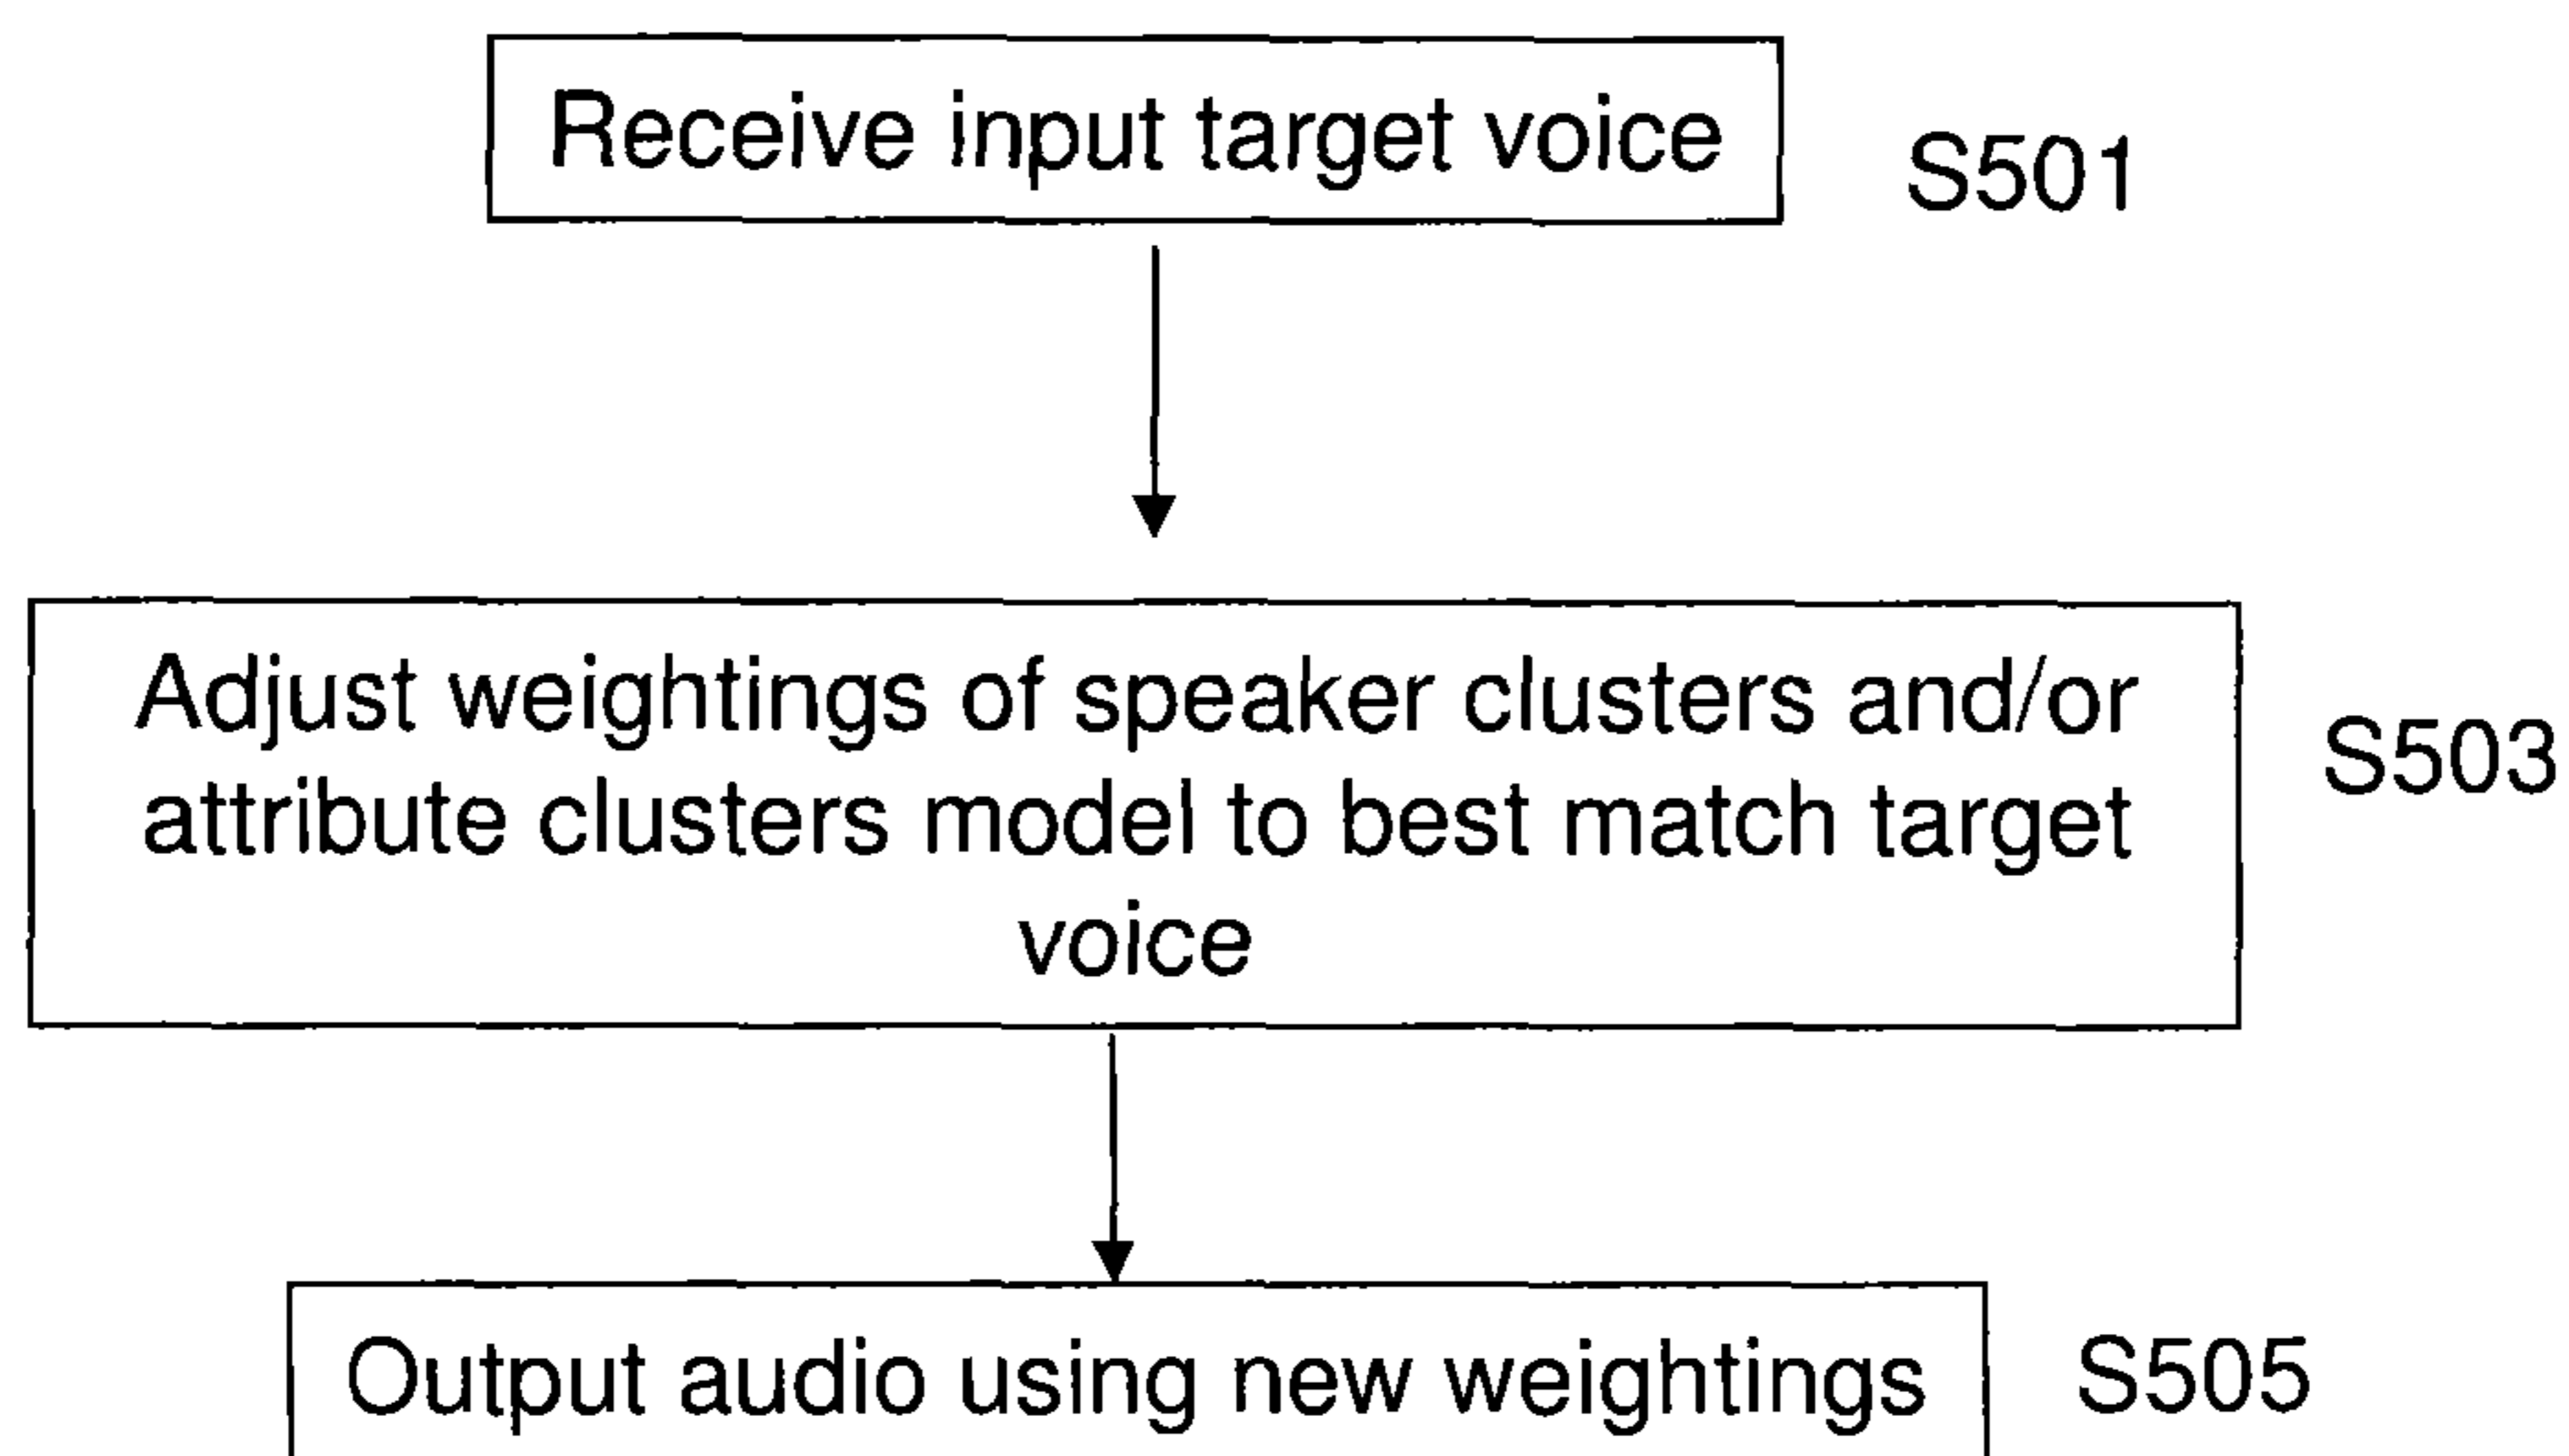 Receive input target voice
S501
Adjust weightings of speaker clusters and/or
attribute clusters model to best match target
voice
S503
Output audio using new weightings
S505